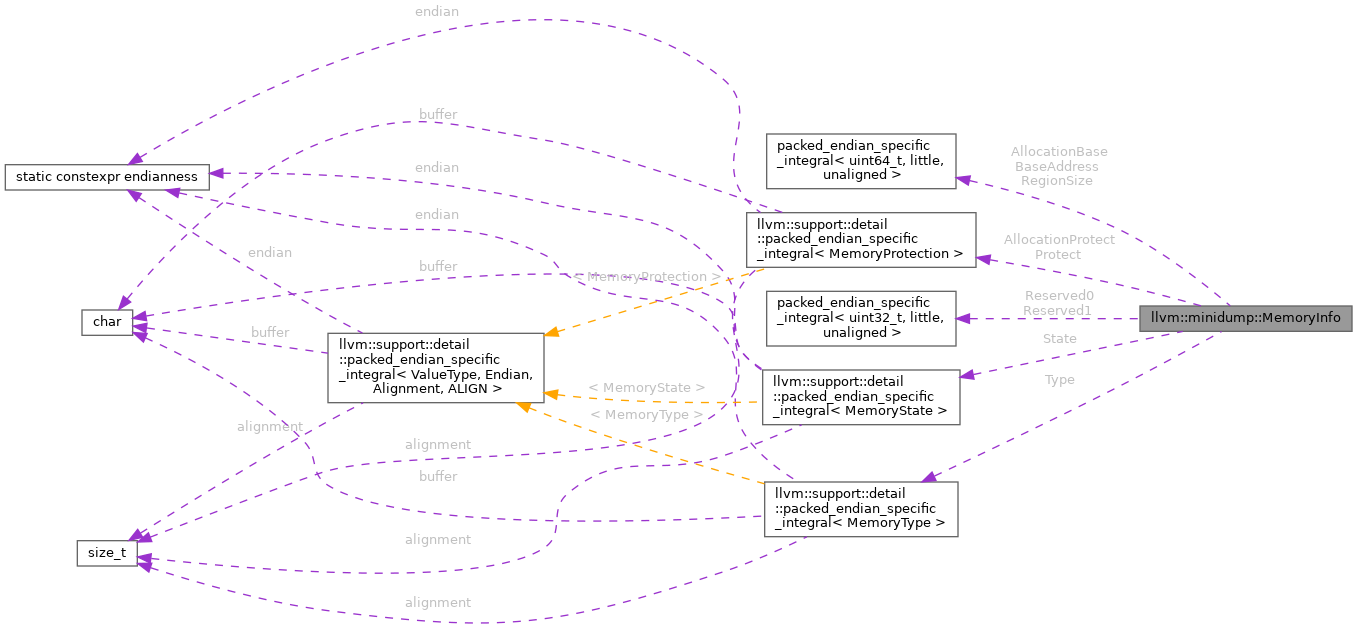 endian
buffer
AllocationBase
BaseAddress
RegionSize
packed_endian_specific
_integral< uint64_t, little,
unaligned >
static constexpr endianness
endian
endian
llvm::support::detail
::packed_endian_specific
_integral< MemoryProtection >
AllocationProtect
Protect
endian
buffer
< MemoryProtection >
packed_endian_specific
_integral< uint32_t, little,
unaligned >
Reserved0
Reserved1
llvm::minidump::MemoryInfo
char
buffer
llvm::support::detail
::packed_endian_specific
_integral< ValueType, Endian,
Alignment, ALIGN >
State
< MemoryState >
llvm::support::detail
::packed_endian_specific
_integral< MemoryState >
Type
< MemoryType >
alignment
alignment
buffer
llvm::support::detail
::packed_endian_specific
_integral< MemoryType >
size_t
alignment
alignment